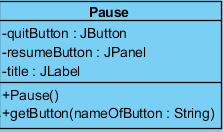 Pause
-quitButton : JButton
-resumeButton : JPanel
-title : JLabel
+Pause()
+getButton(nameOfButton : String)